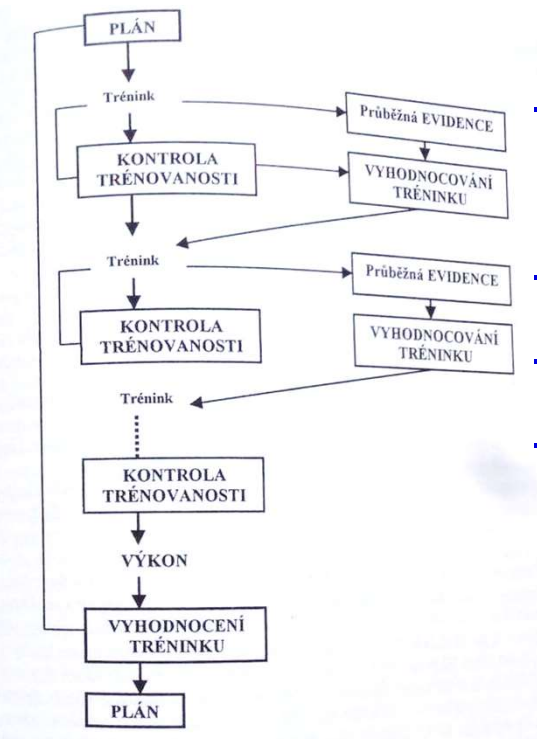 PLÁN
Trénink
Průběžná EVIDENCE
KONTROLA
TRÉNOVANOSTI
VYHODNOCOVÁNÍ
TRÉNINKU
Trénink
Průběžná EVIDENCE
KONTROLA
TRÉNOVANOSTI
VYHODNOCOVÁNÍ
TRÉNINKU
Trénink
KONTROLA
TRÉNOVANOSTI
VÝKON
VYHODNOCENÍ
TRÉNINKU
PLÁN